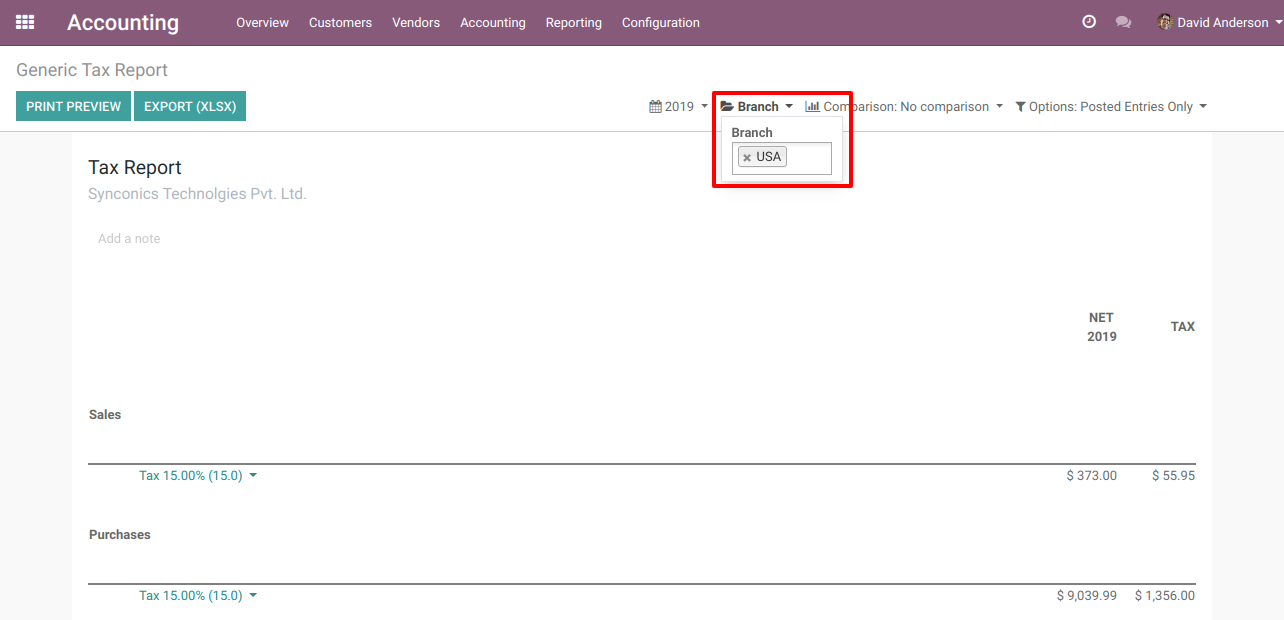 Accounting Overview Customers Vendors Accounting Reporting Configuration David Anderson
Generic Tax Report
PRINT PREVIEW EXPORT (XLSX) 2019 Branch Comparison: No comparison Options: Posted Entries Only
Branch
USA
Tax Report
Synconics Technolgies Pvt. Ltd.
Add a note
NET
2019 TAX
Sales
Tax 15.00% (15.0) $ 373.00 $ 55.95
Purchases
Tax 15.00% (15.0) $ 9,039.99 $ 1,356.00